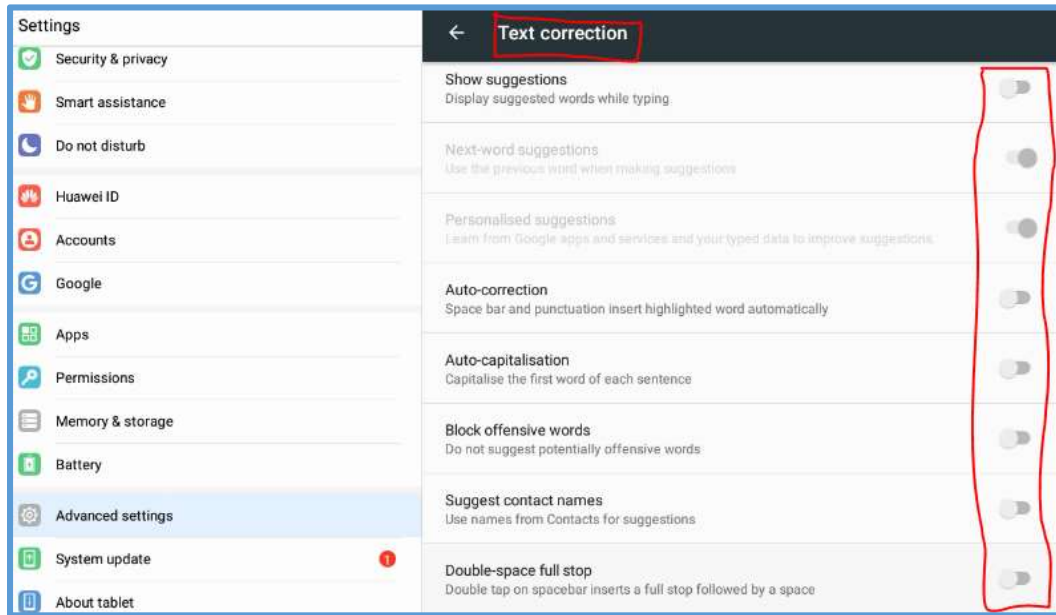 Settings
Security & privacy
Smart assistance
Do not disturb
Huawei ID
Accounts
Google
Apps
Permissions
Memory & storage
Battery
Advanced settings
System update
1
About tablet
Text correction
Show suggestions
Display suggested words while typing
Next-word suggestions
Use the previous word when making suggestions
Personalised suggestions
Learn from Google apps and services and your typed data to improve suggestions.
Auto-correction
Space bar and punctuation insert highlighted word automatically
Auto-capitalisation
Capitalise the first word of each sentence
Block offensive words
Do not suggest potentially offensive words
Suggest contact names
Use names from Contacts for suggestions
Double-space full stop
Double tap on spacebar inserts a full stop followed by a space